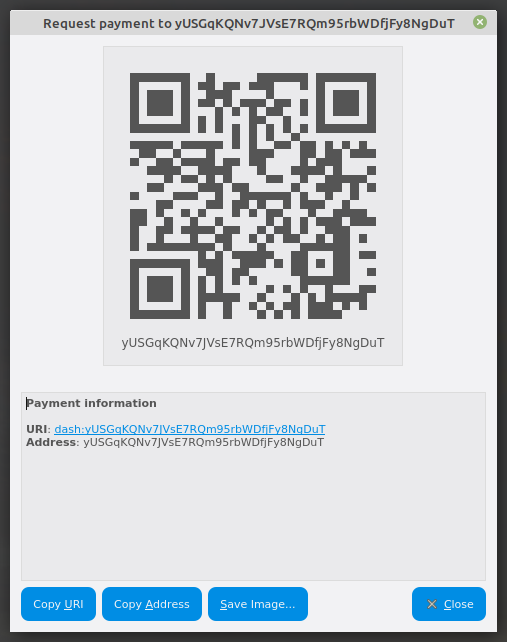 Request payment to yUSGqKQNv7JVsE7RQm95rbWDfjFy8NgDuT
yUSGqKQNv7JVsE7RQm95rbWDfjFy8NgDuT
Payment information
URI: dash:yUSGqKQNv7JVsE7RQm95rbWDfjFy8NgDuT
Address: yUSGqKQNv7JVsE7RQm95rbWDfjFy8NgDuT
Copy URI
Copy Address
Save Image...
Close